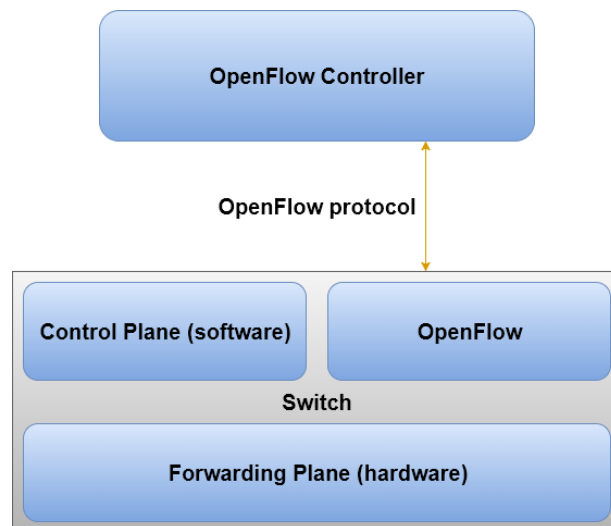 OpenFlow Controller
OpenFlow protocol
Control Plane (software)
OpenFlow
Switch
Forwarding Plane (hardware)